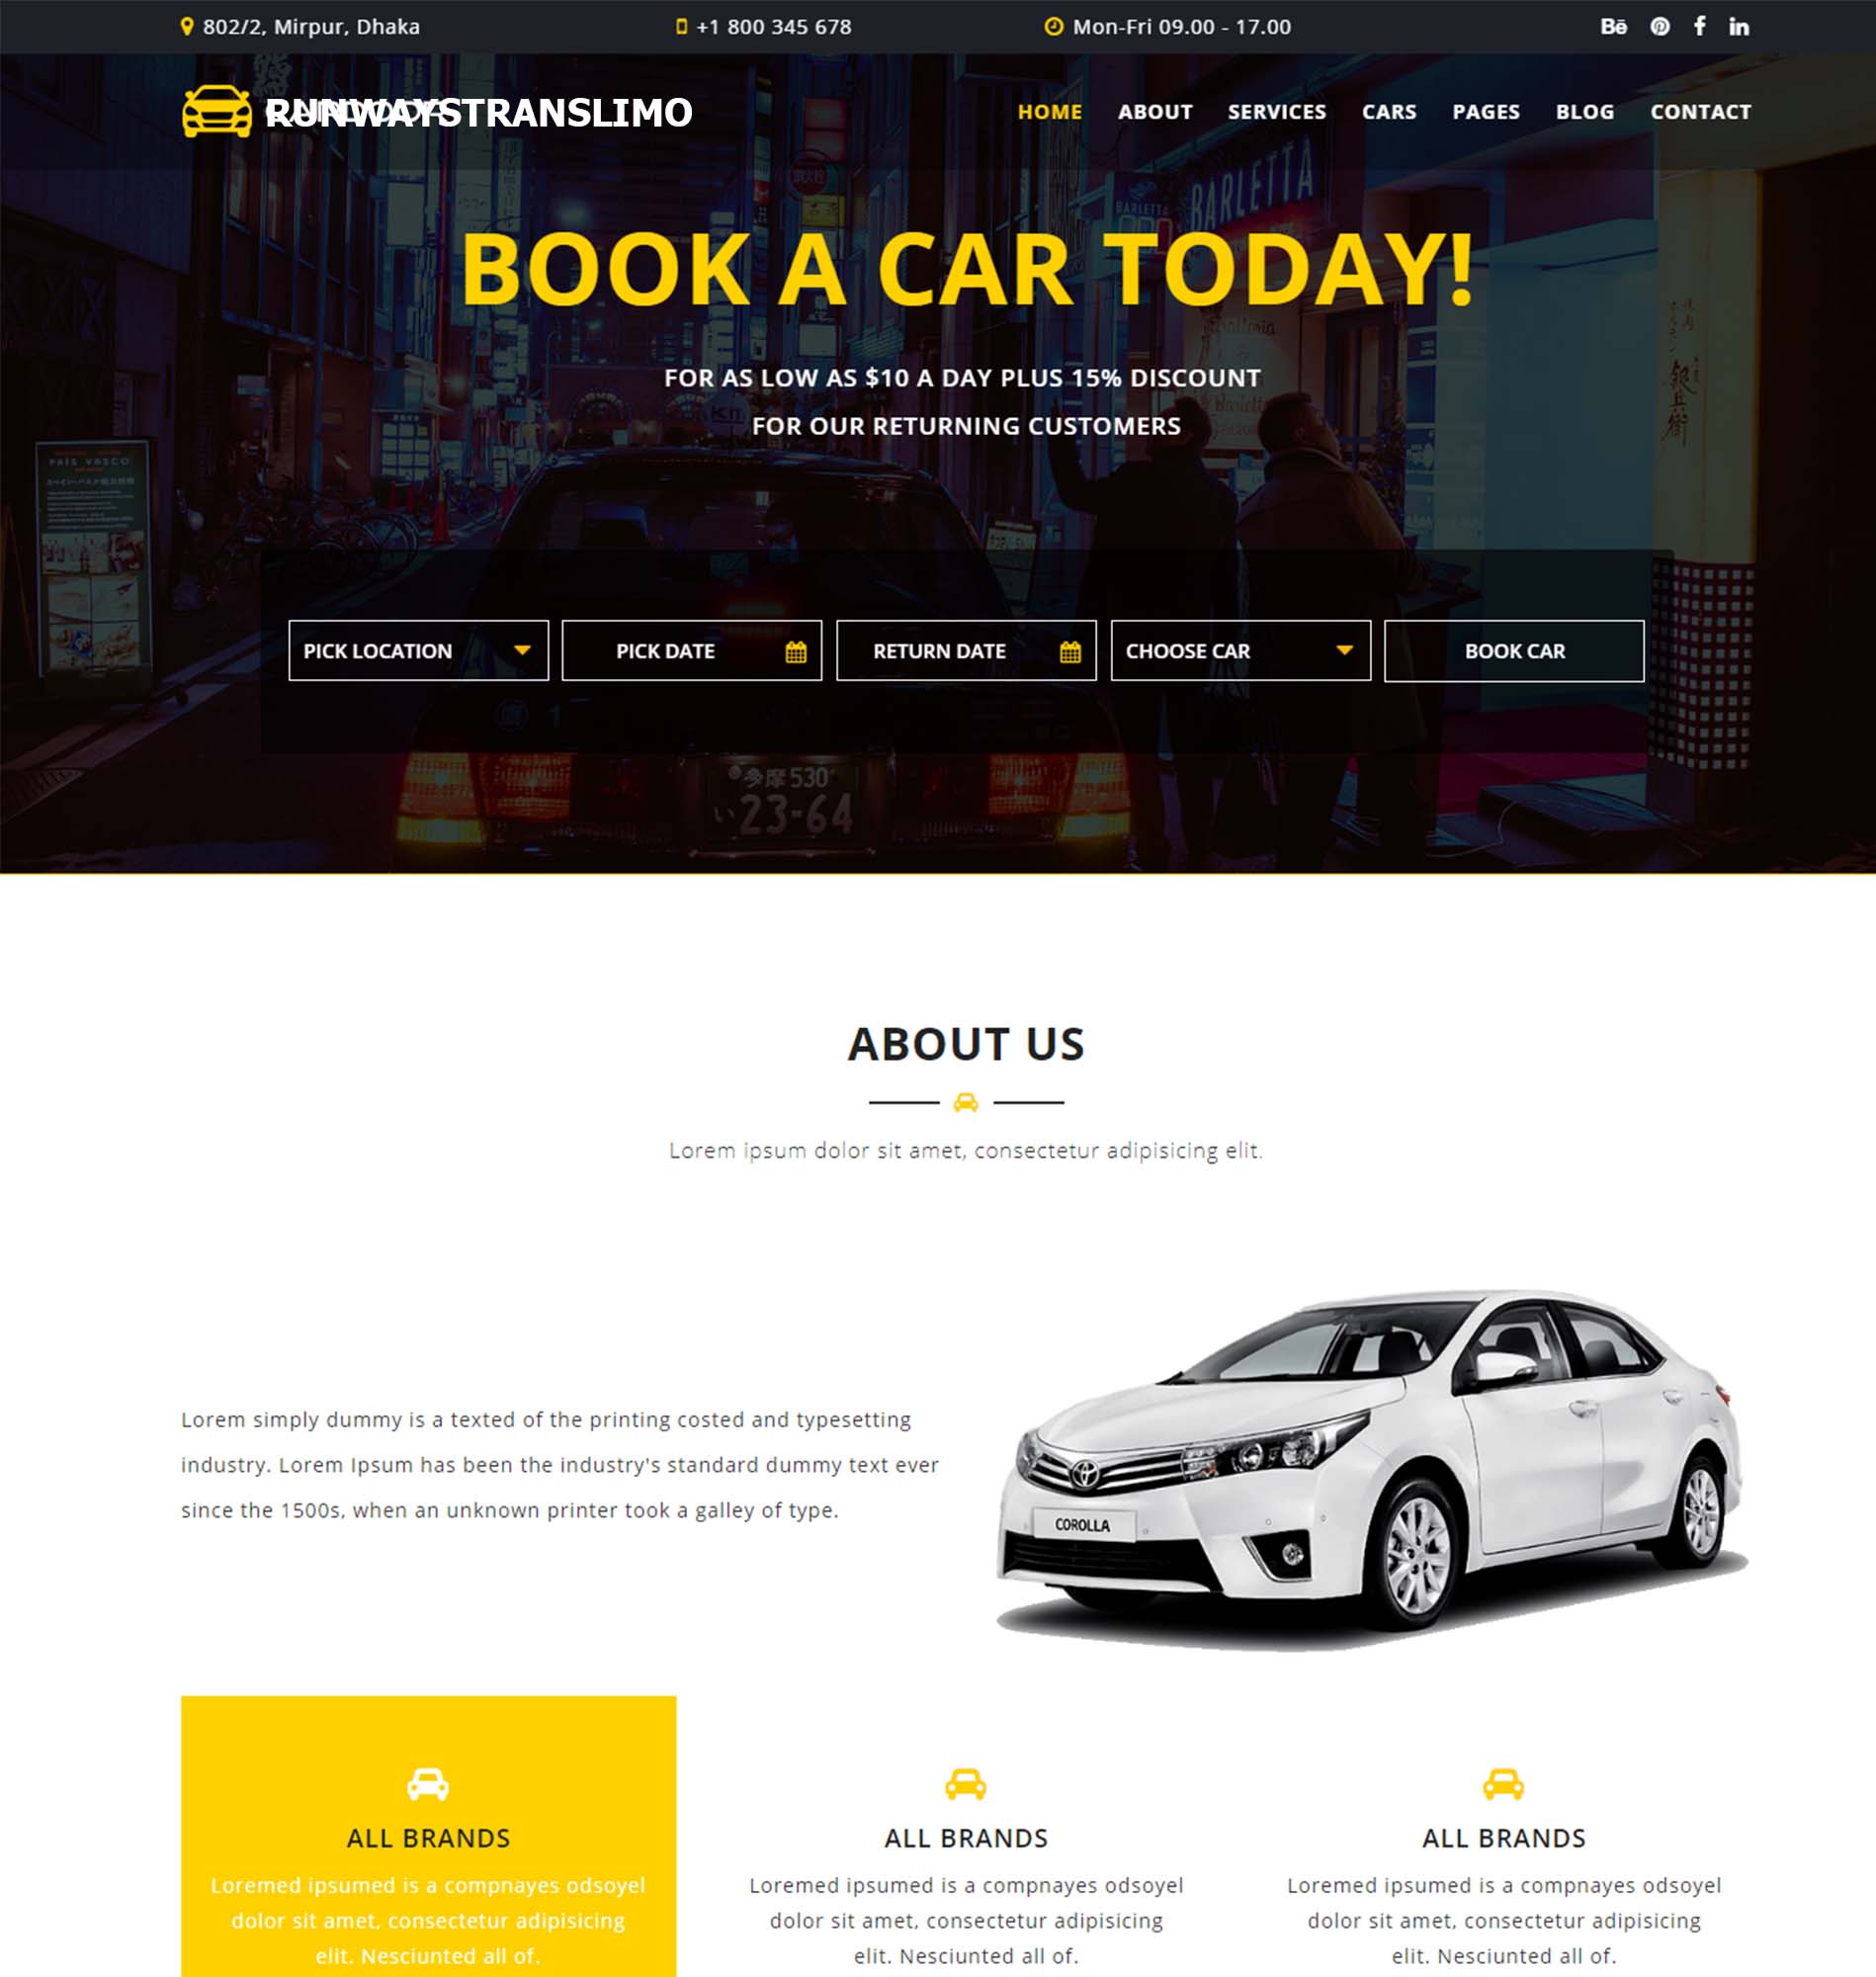 802/2, Mirpur, Dhaka
+1 800 345 678
Mon-Fri 09.00 - 17.00
RUNWAYSTRANSLIMO
HOME ABOUT SERVICES CARS PAGES BLOG CONTACT
BARLETTA
BARLETTA
BOOK A CAR TODAY!
FOR AS LOW AS $10 A DAY PLUS 15% DISCOUNT
FOR OUR RETURNING CUSTOMERS
PICK LOCATION
PICK DATE
RETURN DATE
CHOOSE CAR
BOOK CAR
多摩 530
い 23-64
ABOUT US
Lorem ipsum dolor sit amet, consectetur adipisicing elit.
Lorem simply dummy is a texted of the printing costed and typesetting
industry. Lorem Ipsum has been the industry's standard dummy text ever
since the 1500s, when an unknown printer took a galley of type.
COROLLA
ALL BRANDS
Loremed ipsumed is a compnayes odsoyel
dolor sit amet, consectetur adipisicing
elit. Nesciunted all of.
ALL BRANDS
Loremed ipsumed is a compnayes odsoyel
dolor sit amet, consectetur adipisicing
elit. Nesciunted all of.
ALL BRANDS
Loremed ipsumed is a compnayes odsoyel
dolor sit amet, consectetur adipisicing
elit. Nesciunted all of.